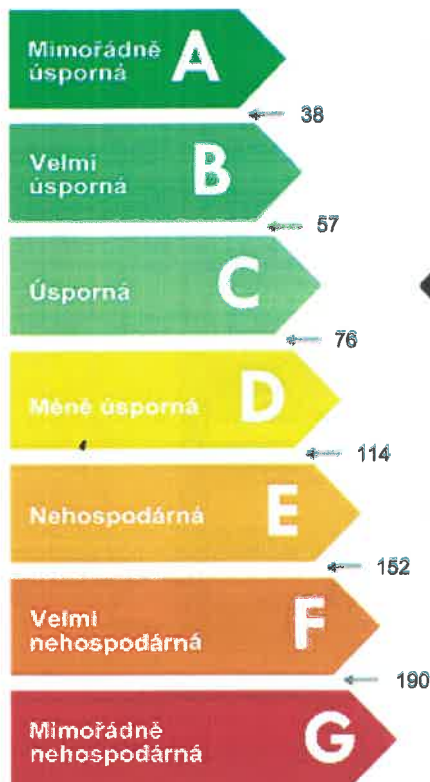 Mimořádně
úsporná
A
38
Velmi
úsporná
B
57
Úsporná C
76
Méně úsporná D
114
Nehospodárná E
152
Velmi
nehospodárná
F
190
Mimořádně
nehospodárná
G